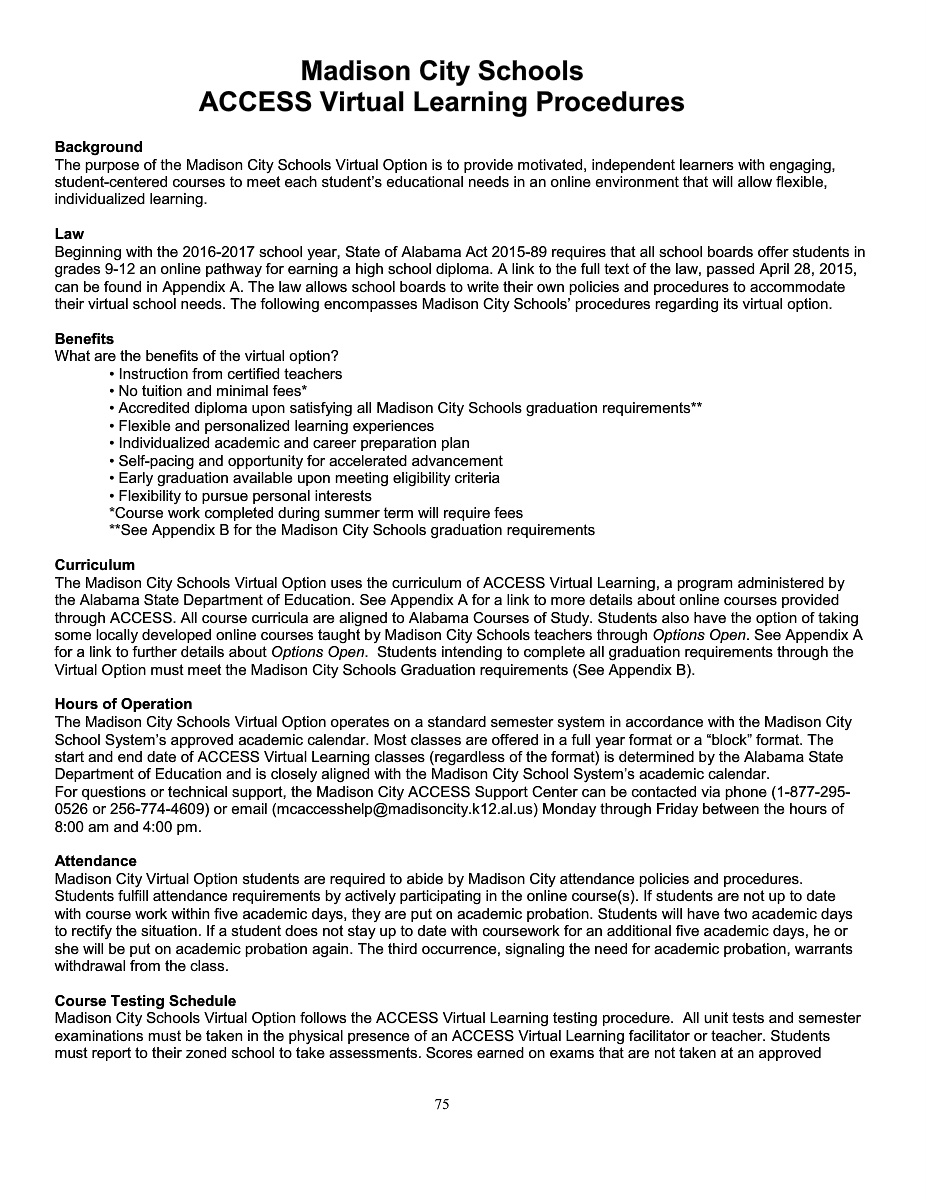 Madison City Schools
ACCESS Virtual Learning Procedures
Background
The purpose of the Madison City Schools Virtual Option is to provide motivated, independent learners with engaging,
student-centered courses to meet each student’s educational needs in an online environment that will allow flexible,
individualized learning.
Law
Beginning with the 2016-2017 school year, State of Alabama Act 2015-89 requires that all school boards offer students in
grades 9-12 an online pathway for earning a high school diploma. A link to the full text of the law, passed April 28, 2015,
can be found in Appendix A. The law allows school boards to write their own policies and procedures to accommodate
their virtual school needs. The following encompasses Madison City Schools’ procedures regarding its virtual option.
Benefits
What are the benefits of the virtual option?
• Instruction from certified teachers
• No tuition and minimal fees*
• Accredited diploma upon satisfying all Madison City Schools graduation requirements**
• Flexible and personalized learning experiences
• Individualized academic and career preparation plan
• Self-pacing and opportunity for accelerated advancement
• Early graduation available upon meeting eligibility criteria
• Flexibility to pursue personal interests
*Course work completed during summer term will require fees
**See Appendix B for the Madison City Schools graduation requirements
Curriculum
The Madison City Schools Virtual Option uses the curriculum of ACCESS Virtual Learning, a program administered by
the Alabama State Department of Education. See Appendix A for a link to more details about online courses provided
through ACCESS. All course curricula are aligned to Alabama Courses of Study. Students also have the option of taking
some locally developed online courses taught by Madison City Schools teachers through Options Open. See Appendix A
for a link to further details about Options Open. Students intending to complete all graduation requirements through the
Virtual Option must meet the Madison City Schools Graduation requirements (See Appendix B).
Hours of Operation
The Madison City Schools Virtual Option operates on a standard semester system in accordance with the Madison City
School System’s approved academic calendar. Most classes are offered in a full year format or a “block” format. The
start and end date of ACCESS Virtual Learning classes (regardless of the format) is determined by the Alabama State
Department of Education and is closely aligned with the Madison City School System’s academic calendar.
For questions or technical support, the Madison City ACCESS Support Center can be contacted via phone (1-877-295-
0526 or 256-774-4609) or email (mcaccesshelp@madisoncity.k12.al.us) Monday through Friday between the hours of
8:00 am and 4:00 pm.
Attendance
Madison City Virtual Option students are required to abide by Madison City attendance policies and procedures.
Students fulfill attendance requirements by actively participating in the online course(s). If students are not up to date
with course work within five academic days, they are put on academic probation. Students will have two academic days
to rectify the situation. If a student does not stay up to date with coursework for an additional five academic days, he or
she will be put on academic probation again. The third occurrence, signaling the need for academic probation, warrants
withdrawal from the class.
Course Testing Schedule
Madison City Schools Virtual Option follows the ACCESS Virtual Learning testing procedure. All unit tests and semester
examinations must be taken in the physical presence of an ACCESS Virtual Learning facilitator or teacher. Students
must report to their zoned school to take assessments. Scores earned on exams that are not taken at an approved
75